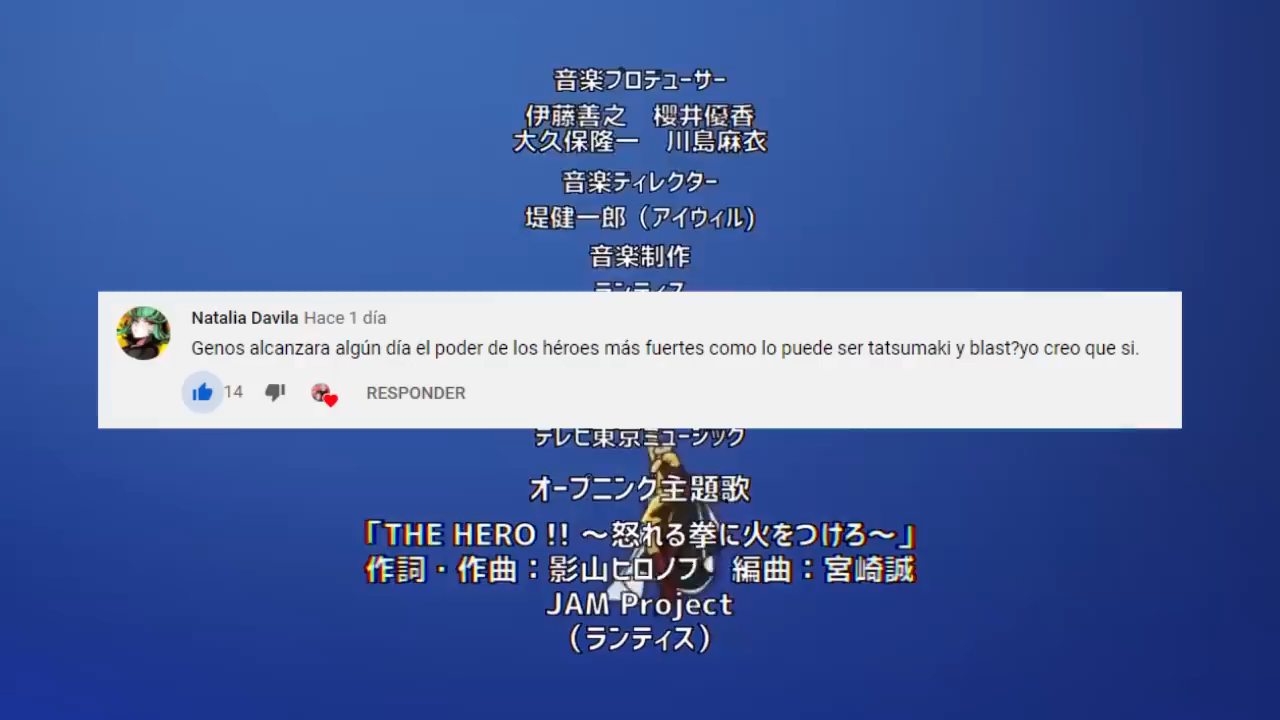 音楽プロデューサー
伊藤善之　櫻井優香
大久保隆一　川島麻衣
音楽ディレクター
堤健一郎（アイウィル）
音楽制作
ランティス
Natalia Davila Hace 1 día
Genos alcanzara algún día el poder de los héroes más fuertes como lo puede ser tatsumaki y blast?yo creo que si.
14 RESPONDER
テレビ東京ミュージック
オープニング主題歌
「THE HERO !! ～怒れる拳に火をつけろ～」
作詞・作曲：影山ヒロノブ　編曲：宮崎誠
JAM Project
（ランティス）